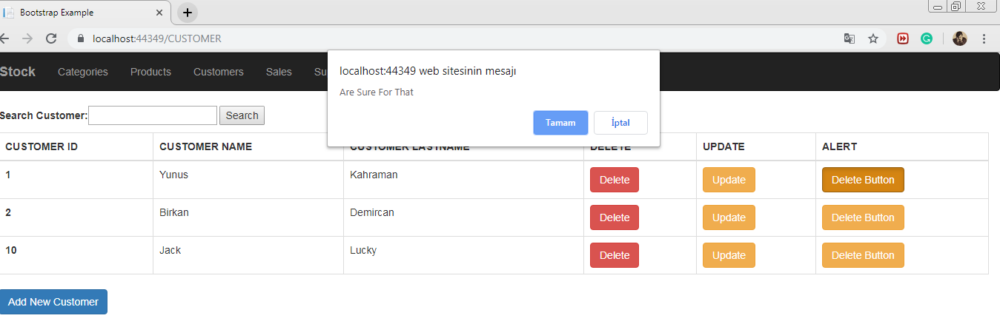 Bootstrap Example
localhost:44349/CUSTOMER
Stock Categories Products Customers Sales Su
localhost:44349 web sitesinin mesajı
Are Sure For That
Tamam İptal
Search Customer: Search
CUSTOMER ID CUSTOMER NAME CUSTOMER LASTNAME DELETE UPDATE ALERT
1 Yunus Kahraman Delete Update Delete Button
2 Birkan Demircan Delete Update Delete Button
10 Jack Lucky Delete Update Delete Button
Add New Customer